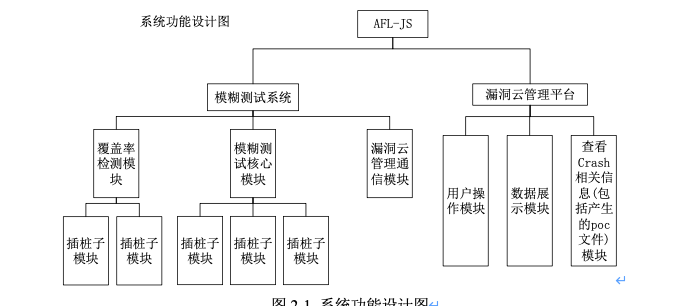 系统功能设计图
AFL-JS
模糊测试系统
漏洞云管理平台
覆盖率
检测模
块
模糊测
试核心
模块
漏洞云
管理通
信模块
用户操
作模块
数据展
示模块
查看
Crash
相关信
息(包
括产生
的poc
文件)
模块
插桩子
模块
插桩子
模块
插桩子
模块
插桩子
模块
插桩子
模块
图 2.1 系统功能设计图